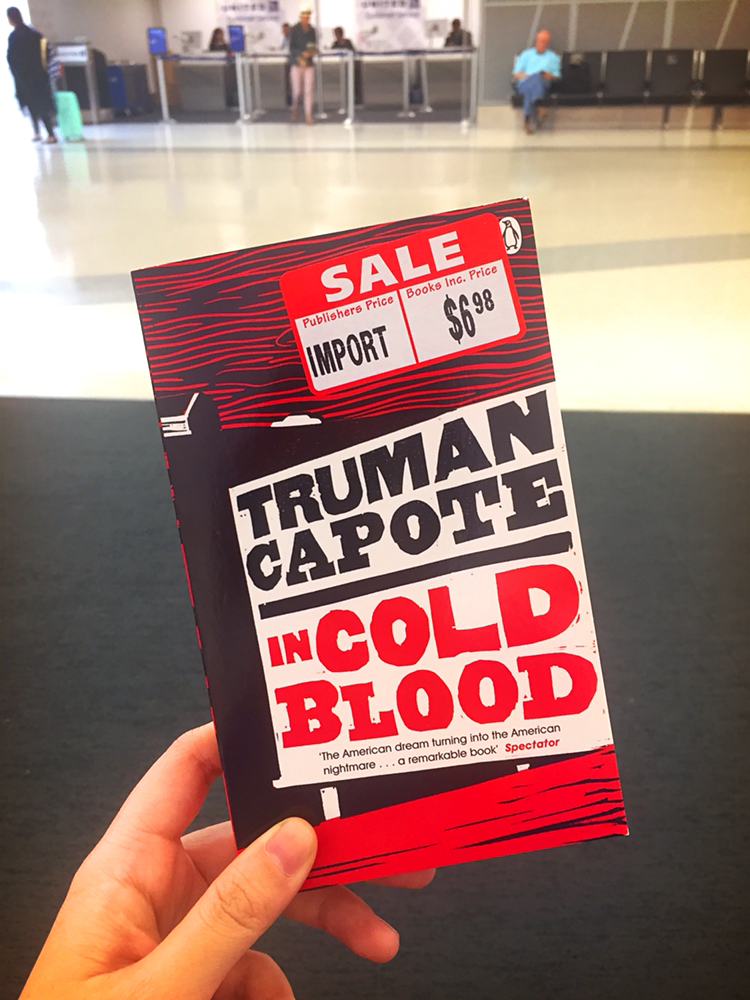 UNITED
SALE
Publishers Price
Books Inc. Price
IMPORT
$6.98
TRUMAN
CAPOTE
IN COLD
BLOOD
'The American dream turning into the American
nightmare . . . a remarkable book' Spectator